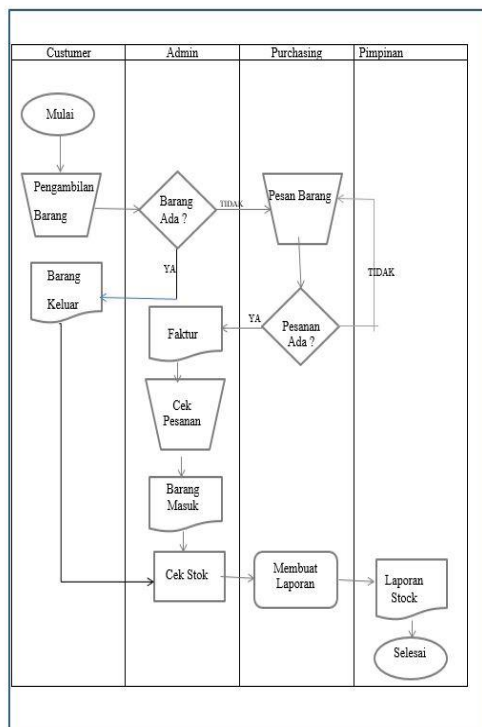 Custumer
Admin
Purchasing
Pimpinan
Mulai
Pengambilan
Barang
Barang
Ada ?
TIDAK
Pesan Barang
YA
TIDAK
Barang
Keluar
Faktur
YA
Pesanan
Ada ?
Cek
Pesanan
Barang
Masuk
Cek Stok
Membuat
Laporan
Laporan
Stock
Selesai